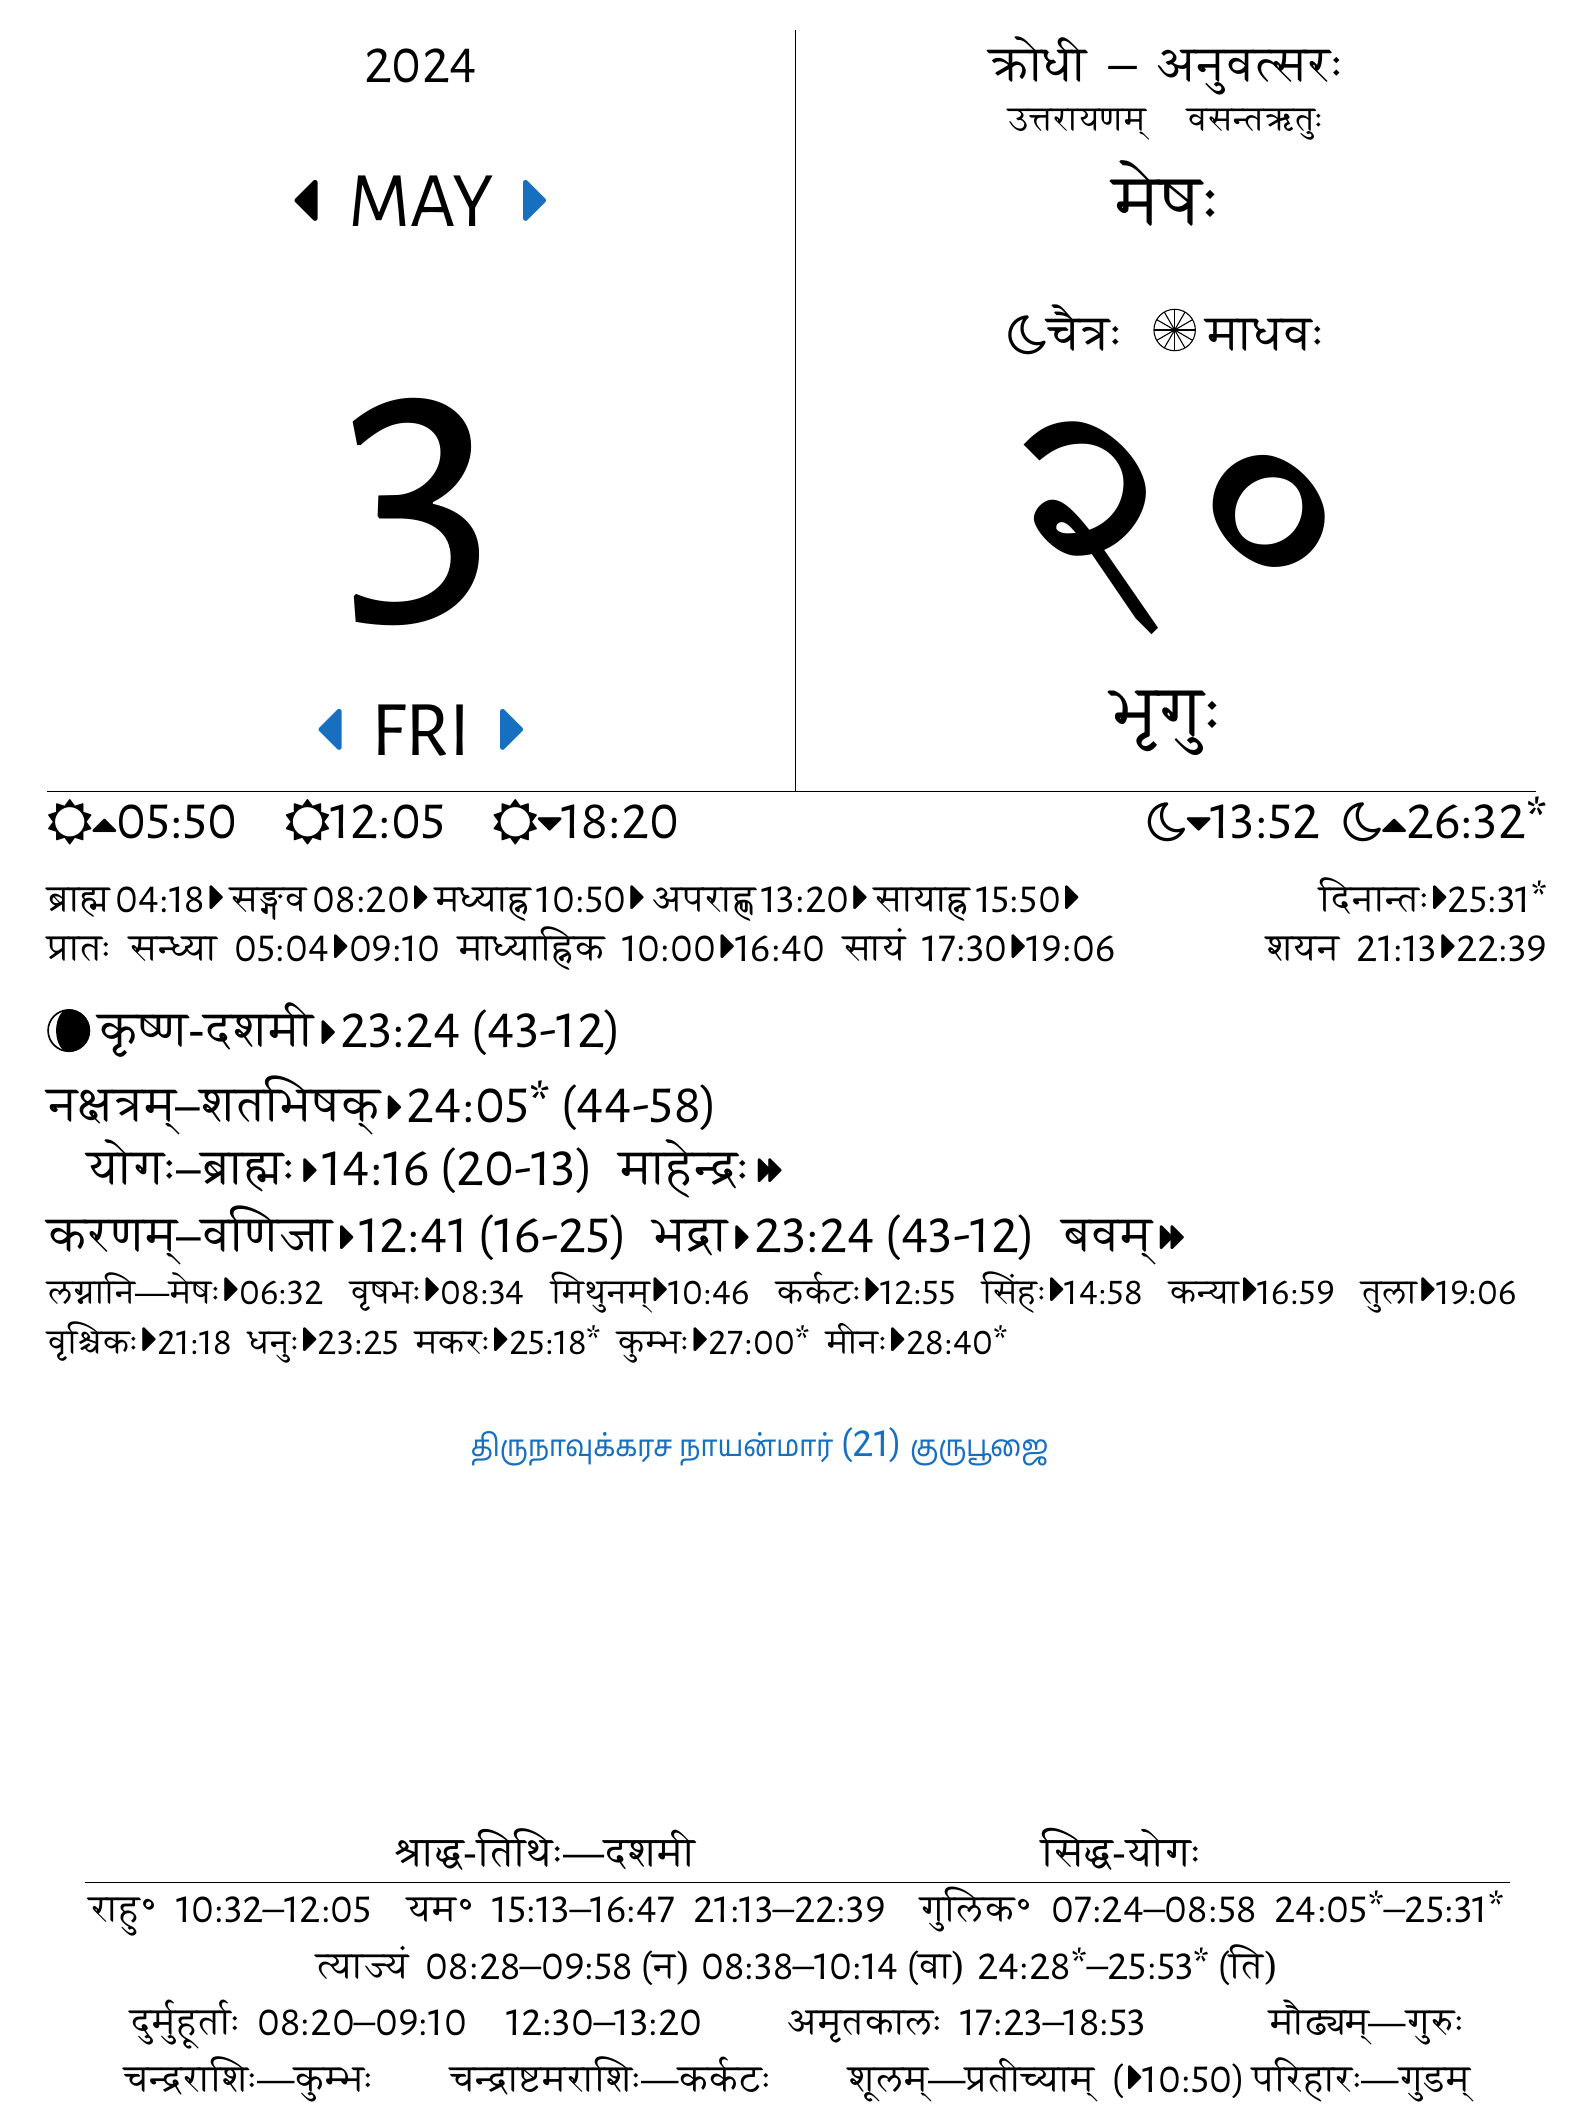 2024
MAY
3
FRI
क्रोधी – अनुवत्सरः
उत्तरायणम् वसन्तऋतुः
मेषः
चैत्रः माधवः
२०
भृगुः
05:50 12:05 18:20 13:52 26:32*
ब्राह्म 04:18 सङ्गव 08:20 मध्याह्न 10:50 अपराह्ण 13:20 सायाह्न 15:50 दिनान्तः 25:31*
प्रातः सन्ध्या 05:04 09:10 माध्याह्निक 10:00 16:40 सायं 17:30 19:06 शयन 21:13 22:39
कृष्ण-दशमी 23:24 (43-12)
नक्षत्रम्–शतभिषक् 24:05* (44-58)
योगः–ब्राह्मः 14:16 (20-13) माहेन्द्रः
करणम्–वणिजा 12:41 (16-25) भद्रा 23:24 (43-12) बवम्
लग्नानि—मेषः 06:32 वृषभः 08:34 मिथुनम् 10:46 कर्कटः 12:55 सिंहः 14:58 कन्या 16:59 तुला 19:06
वृश्चिकः 21:18 धनुः 23:25 मकरः 25:18* कुम्भः 27:00* मीनः 28:40*
திருநாவுக்கரச நாயன்மார் (21) குருபூஜை
श्राद्ध-तिथिः—दशमी सिद्ध-योगः
राहु॰ 10:32–12:05 यम॰ 15:13–16:47 21:13–22:39 गुलिक॰ 07:24–08:58 24:05*–25:31*
त्याज्यं 08:28–09:58 (न) 08:38–10:14 (वा) 24:28*–25:53* (ति)
दुर्मुहूर्ताः 08:20–09:10 12:30–13:20 अमृतकालः 17:23–18:53 मौढ्यम्—गुरुः
चन्द्रराशिः—कुम्भः चन्द्राष्टमराशिः—कर्कटः शूलम्—प्रतीच्याम् (10:50) परिहारः—गुडम्